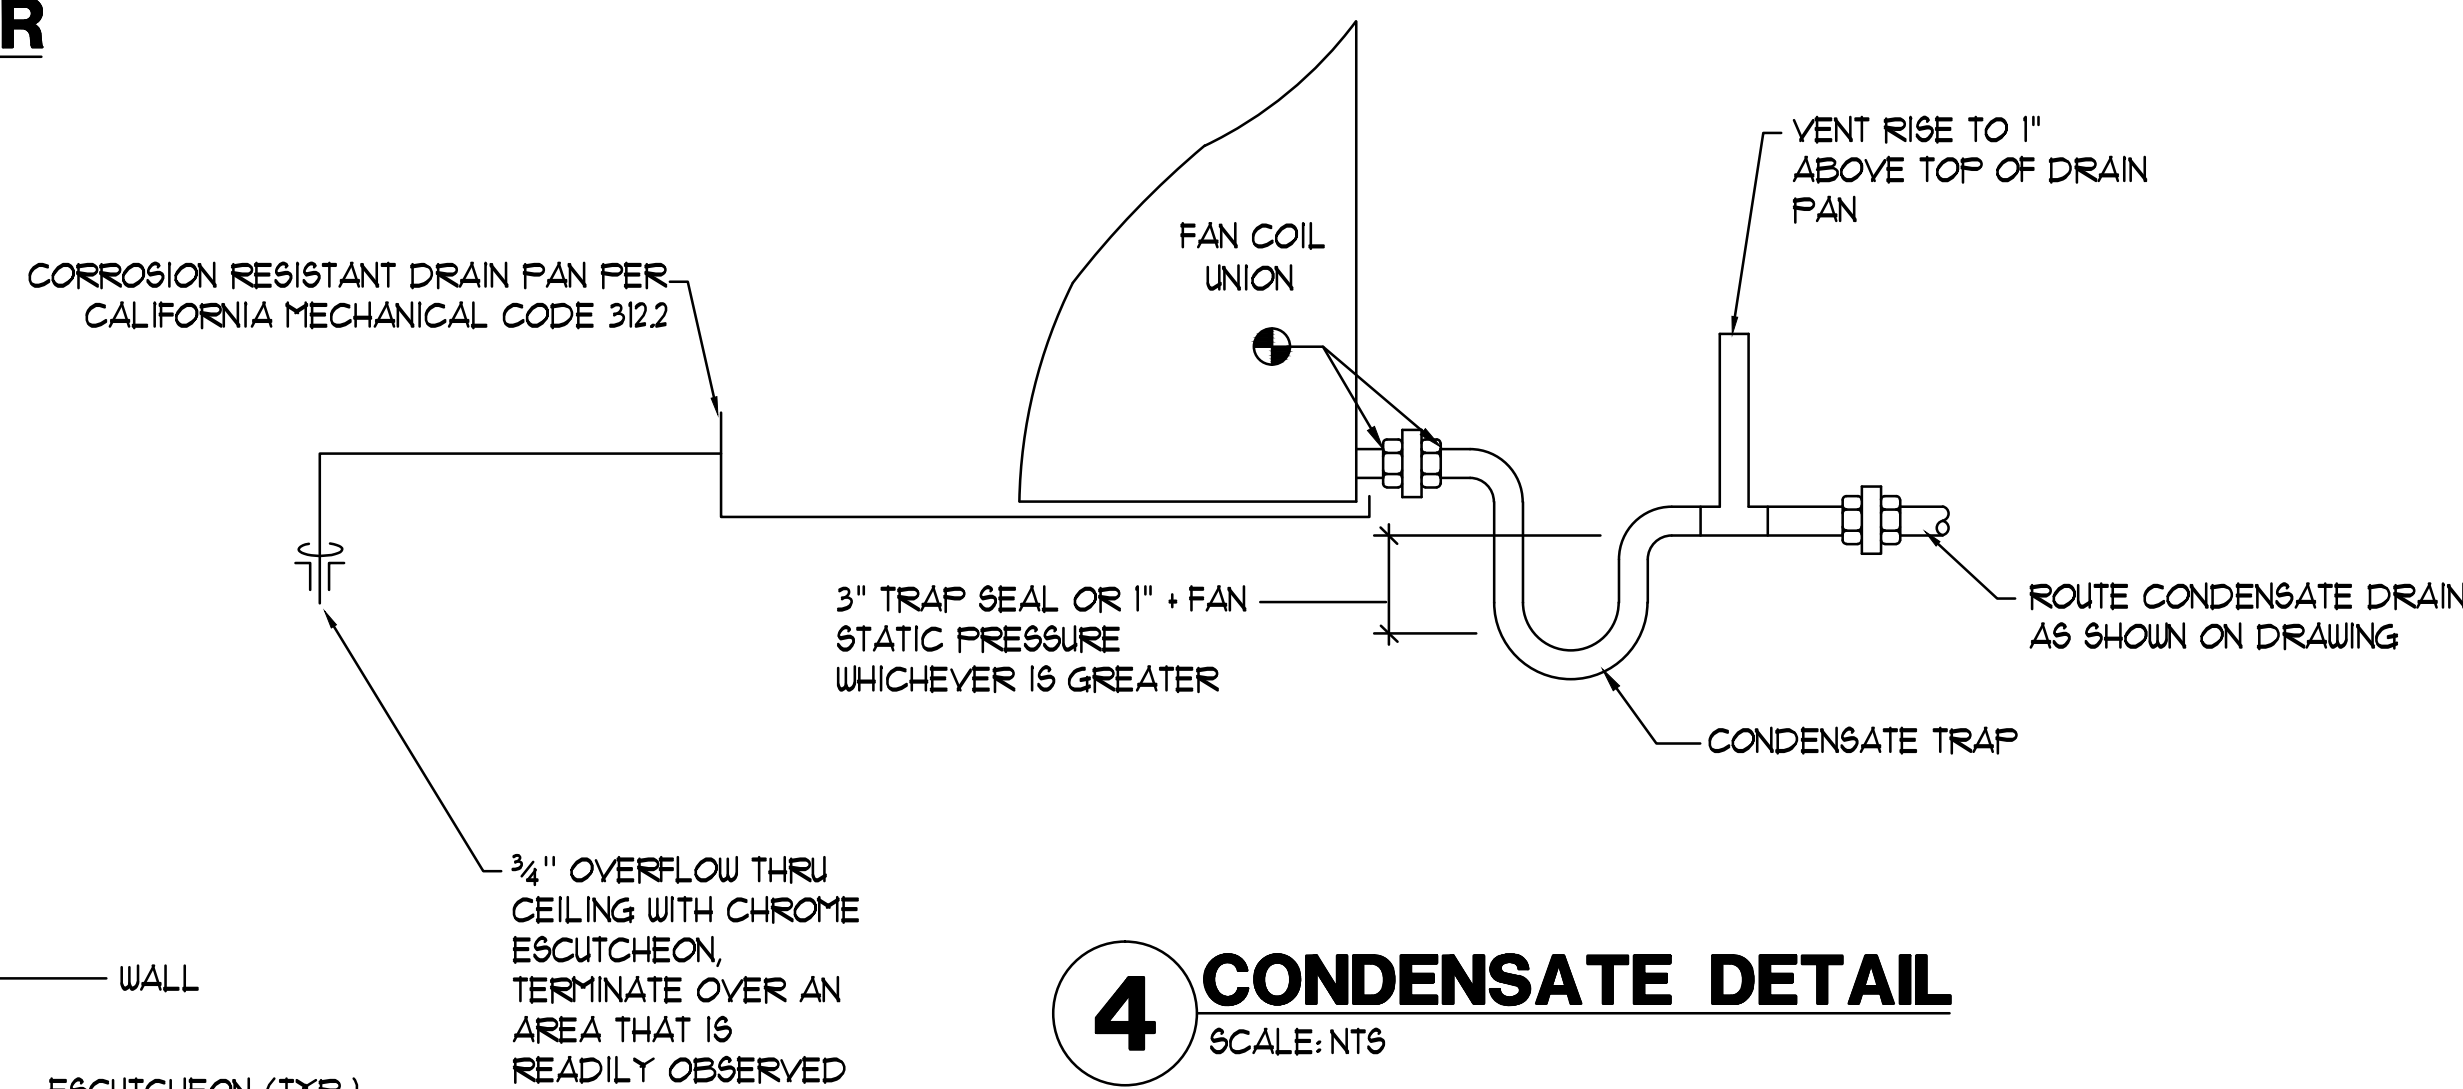 R
VENT RISE TO 1"
ABOVE TOP OF DRAIN
PAN
FAN COIL
UNION
CORROSION RESISTANT DRAIN PAN PER
CALIFORNIA MECHANICAL CODE 312.2
3" TRAP SEAL OR 1" + FAN
STATIC PRESSURE
WHICHEVER IS GREATER
ROUTE CONDENSATE DRAIN
AS SHOWN ON DRAWING
CONDENSATE TRAP
3/4" OVERFLOW THRU
CEILING WITH CHROME
ESCUTCHEON,
TERMINATE OVER AN
AREA THAT IS
READILY OBSERVED
WALL
ESCUTCHEON (TYP.)
4 CONDENSATE DETAIL
SCALE: NTS